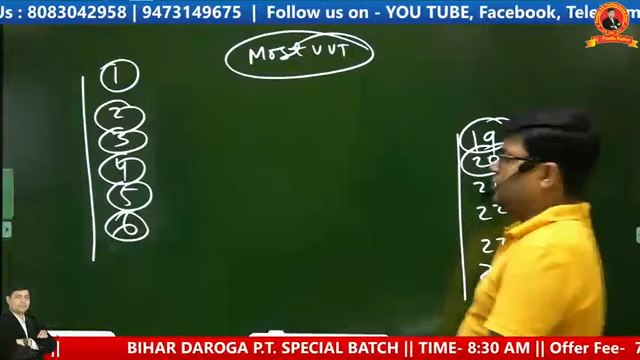 Us : 8083042958 | 9473149675 | Follow us on - YOU TUBE, Facebook, Tele
m
Most VVI
1
2
3
4
5
6
19
20
22
BIHAR DAROGA P.T. SPECIAL BATCH || TIME- 8:30 AM || Offer Fee- 7